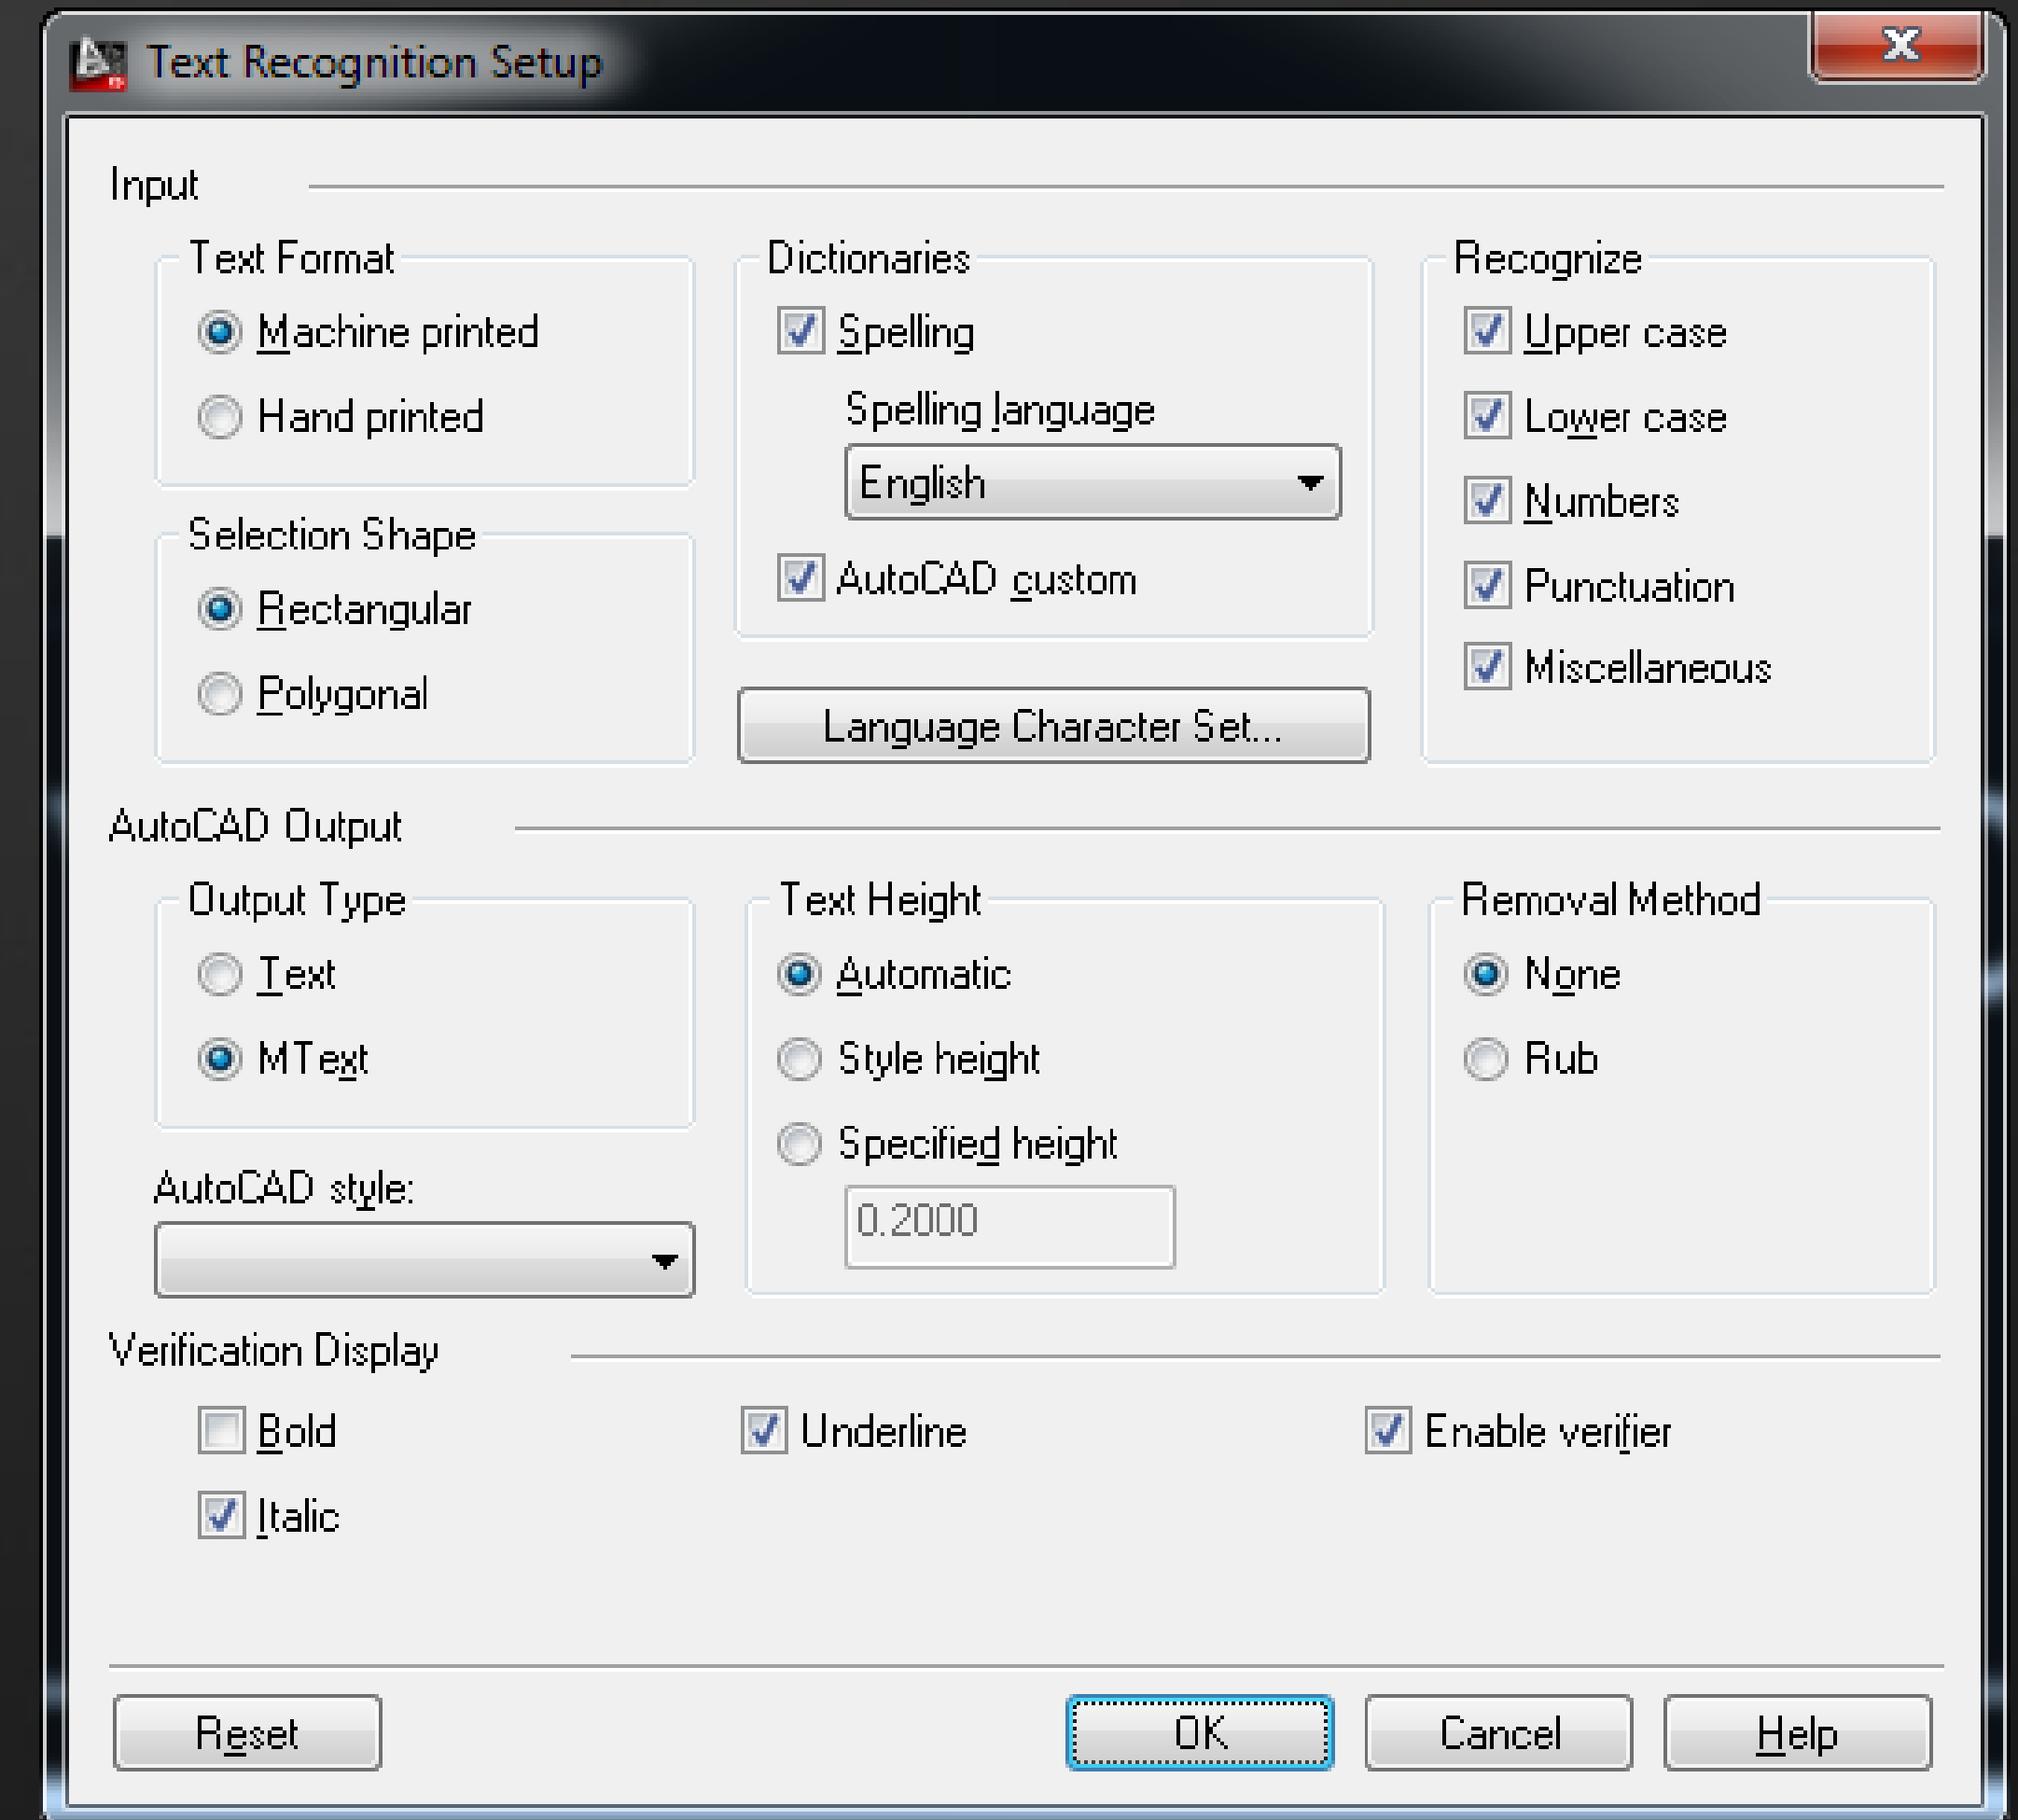 Text Recognition Setup
Input
Text Format
Machine printed
Hand printed
Selection Shape
Rectangular
Polygonal
Dictionaries
Spelling
Spelling language
English
AutoCAD custom
Language Character Set...
Recognize
Upper case
Lower case
Numbers
Punctuation
Miscellaneous
AutoCAD Output
Output Type
Text
MText
AutoCAD style:
Text Height
Automatic
Style height
Specified height
0.2000
Removal Method
None
Rub
Verification Display
Bold
Italic
Underline
Enable verifier
Reset
OK
Cancel
Help